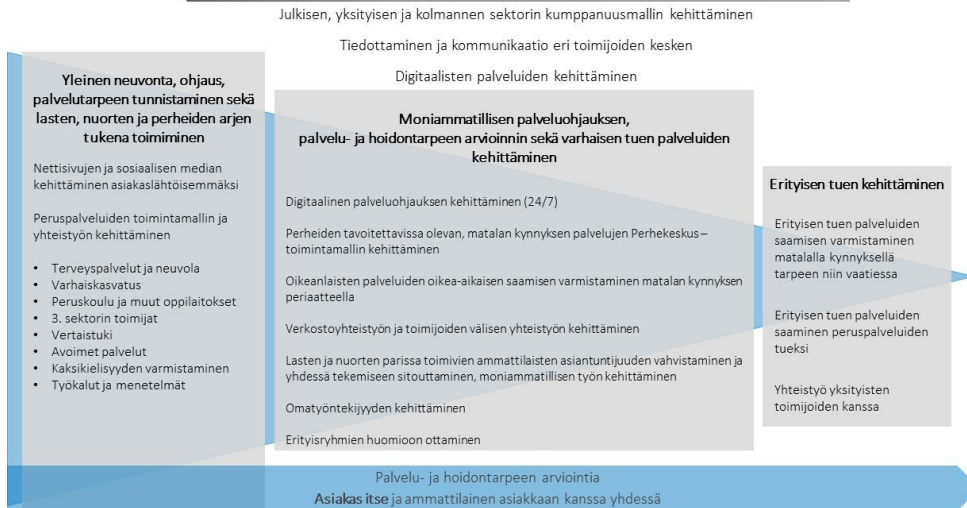 Julkisen, yksityisen ja kolmannen sektorin kumppanuusmallin kehittäminen
Tiedottaminen ja kommunikaatio eri toimijoiden kesken
Digitaalisten palveluiden kehittäminen
Yleinen neuvonta, ohjaus,
palvelutarpeen tunnistaminen sekä
lasten, nuorten ja perheiden arjen
tukena toimiminen
Nettisivujen ja sosiaalisen median
kehittäminen asiakaslähtöisemmäksi
Peruspalveluiden toimintamallin ja
yhteistyön kehittäminen
• Terveyspalvelut ja neuvola
• Varhaiskasvatus
• Peruskoulu ja muut oppilaitokset
• 3. sektorin toimijat
• Vertaistuki
• Avoimet palvelut
• Kaksikielisyyden varmistaminen
• Työkalut ja menetelmät
Moniammatillisen palveluohjauksen,
palvelu- ja hoidontarpeen arvioinnin sekä varhaisen tuen palveluiden
kehittäminen
Digitaalinen palveluohjauksen kehittäminen (24/7)
Perheiden tavoitettavissa olevan, matalan kynnyksen palvelujen Perhekeskus –
toimintamallin kehittäminen
Oikeanlaisten palveluiden oikea-aikaisen saamisen varmistaminen matalan kynnyksen
periaatteella
Verkostoyhteistyön ja toimijoiden välisen yhteistyön kehittäminen
Lasten ja nuorten parissa toimivien ammattilaisten asiantuntijuuden vahvistaminen ja
yhdessä tekemiseen sitouttaminen, moniammatillisen työn kehittäminen
Omatyöntekijyyden kehittäminen
Erityisryhmien huomioon ottaminen
Erityisen tuen kehittäminen
Erityisen tuen palveluiden
saamisen varmistaminen
matalalla kynnyksellä
tarpeen niin vaatiessa
Erityisen tuen palveluiden
saaminen peruspalveluiden
tueksi
Yhteistyö yksityisten
toimijoiden kanssa
Palvelu- ja hoidontarpeen arviointia
Asiakas itse ja ammattilainen asiakkaan kanssa yhdessä